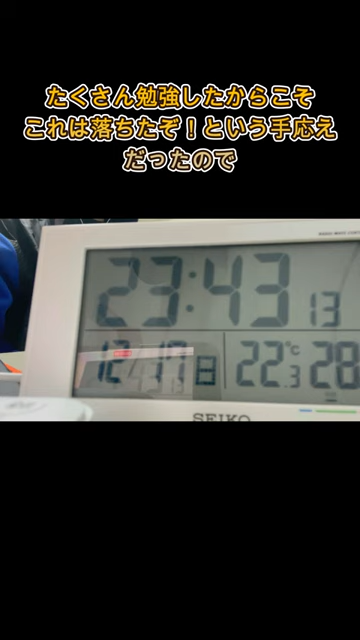 たくさん勉強したからこそ
これは落ちたぞ！という手応え
だったので
23:43 13
12 17 日 22.3℃ 28
SEIKO